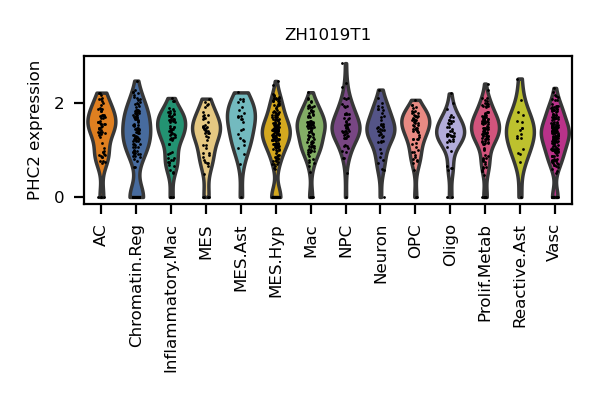 ZH1019T1
PHC2 expression
2
0
AC
Chromatin.Reg
Inflammatory.Mac
MES
MES.Ast
MES.Hyp
Mac
NPC
Neuron
OPC
Oligo
Prolif.Metab
Reactive.Ast
Vasc